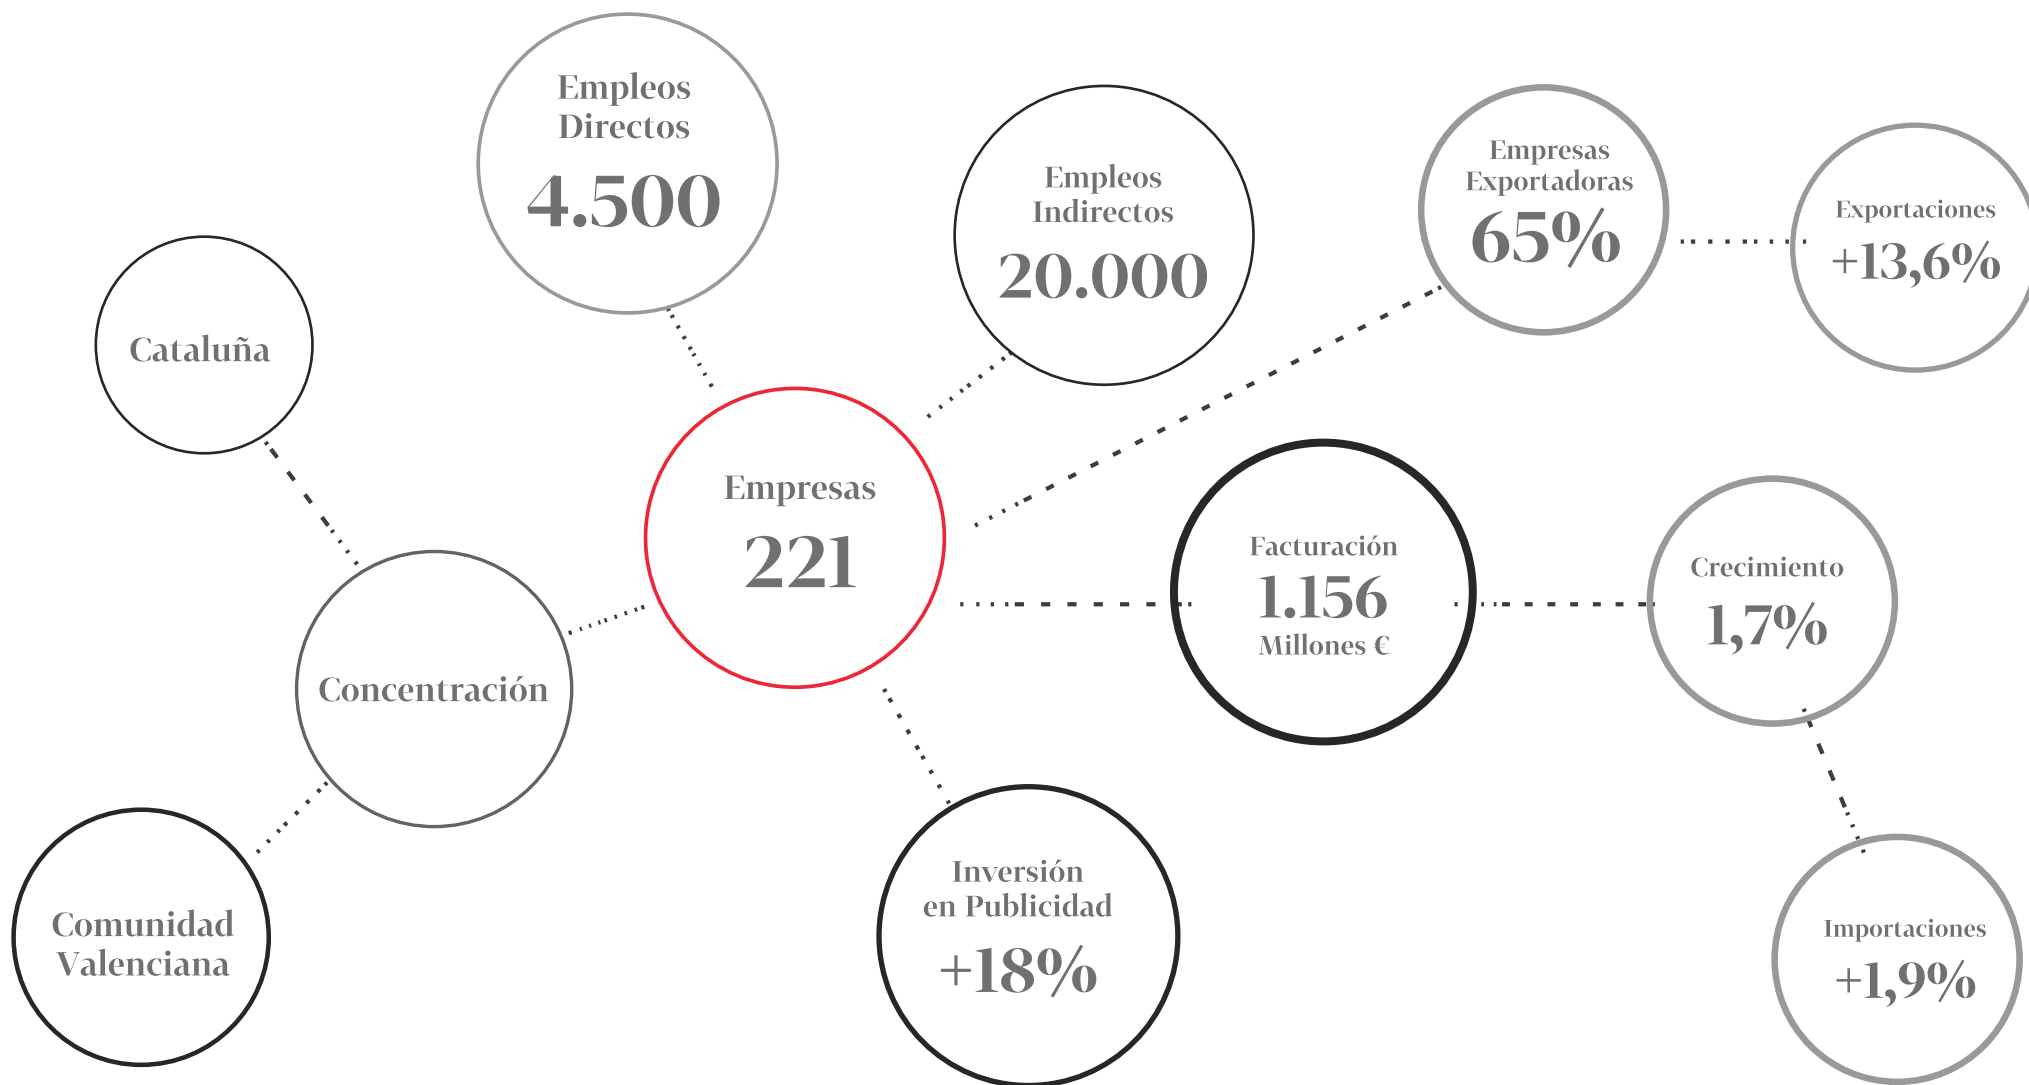 Empleos
Directos
4.500
Empleos
Indirectos
20.000
Empresas
Exportadoras
65%
Exportaciones
+13,6%
Cataluña
Empresas
221
Facturación
1.156
Millones €
Crecimiento
1,7%
Concentración
Comunidad
Valenciana
Inversión
en Publicidad
+18%
Importaciones
+1,9%